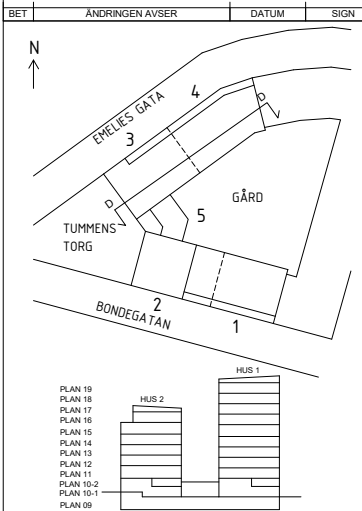 BET ÄNDRINGEN AVSER DATUM SIGN
N
EMELIES GATA
4
3
D
GÅRD
D
5
TUMMENS
TORG
2
BONDEGATAN
1
HUS 1
PLAN 19
PLAN 18
HUS 2
PLAN 17
PLAN 16
PLAN 15
PLAN 14
PLAN 13
PLAN 12
PLAN 11
PLAN 10-2
PLAN 10-1
PLAN 09